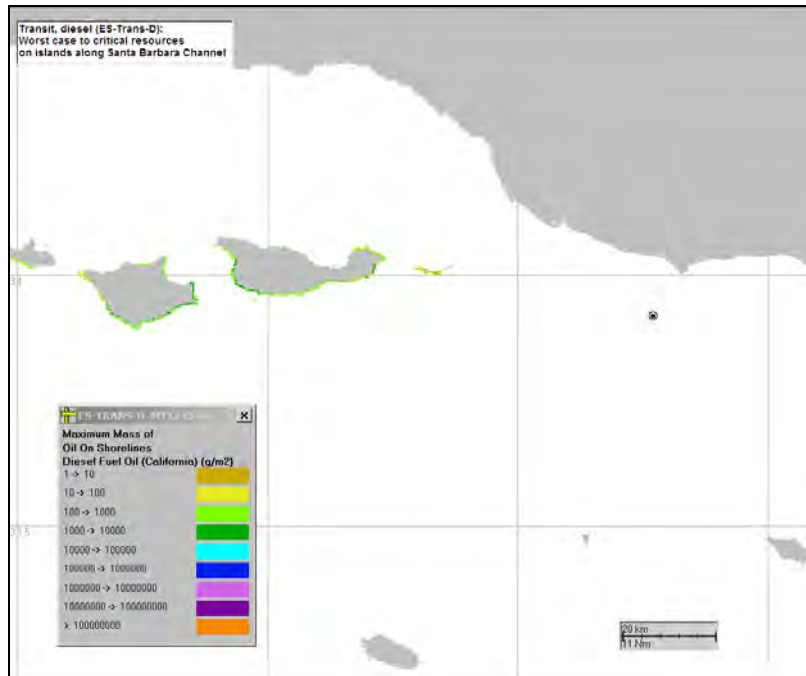 Transit, diesel (ES-Trans-D):
Worst case to critical resources
on islands along Santa Barbara Channel
ES-TRANS-D
Maximum Mass of
Oil On Shorelines
Diesel Fuel Oil (California) (g/m2)
1 -> 10
10 -> 100
100 -> 1000
1000 -> 10000
10000 -> 100000
100000 -> 1000000
1000000 -> 10000000
10000000 -> 100000000
> 100000000
20 km
11 Nm